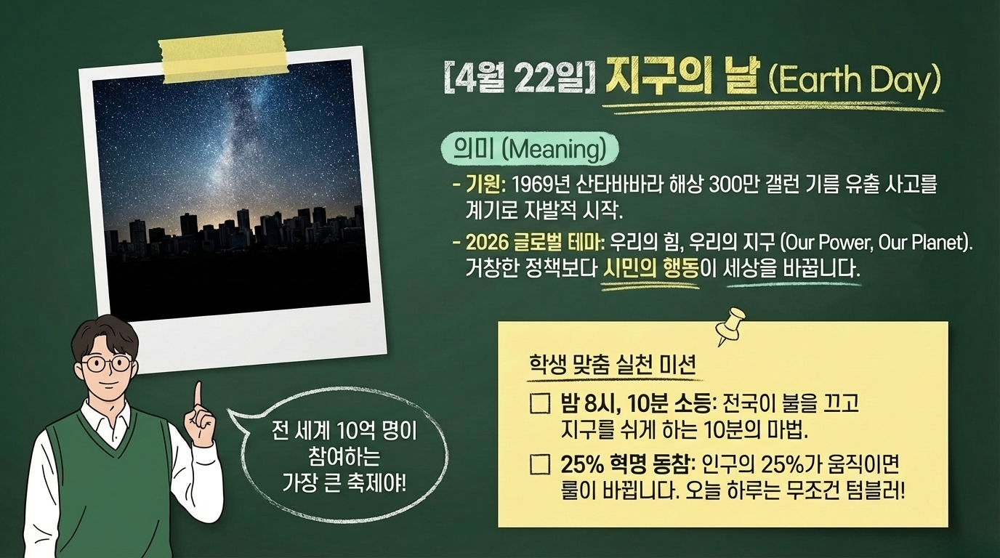 [4월 22일] 지구의 날 (Earth Day)
의미 (Meaning)
- 기원: 1969년 산타바바라 해상 300만 갤런 기름 유출 사고를
계기로 자발적 시작.
- 2026 글로벌 테마: 우리의 힘, 우리의 지구 (Our Power, Our Planet).
거창한 정책보다 시민의 행동이 세상을 바꿉니다.
전 세계 10억 명이
참여하는
가장 큰 축제야!
학생 맞춤 실천 미션
밤 8시, 10분 소등: 전국이 불을 끄고
지구를 쉬게 하는 10분의 마법.
25% 혁명 동참: 인구의 25%가 움직이면
룰이 바뀝니다. 오늘 하루는 무조건 텀블러!